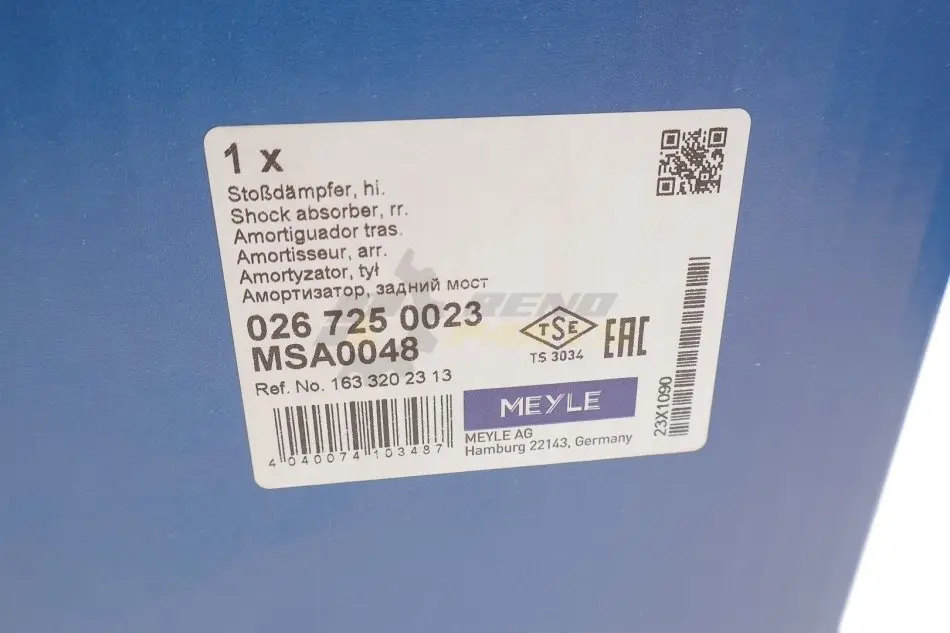 1 x
Stoßdämpfer, hi.
Shock absorber, rr.
Amortiguador tras.
Amortisseur, arr.
Amortyzator, tył
Амортизатор, задний мост
026 725 0023
MSA0048
Ref. No. 163 320 23 13
4 040074 103487
TSE
TS 3034
EAC
MEYLE
MEYLE AG
Hamburg 22143, Germany
23X1090